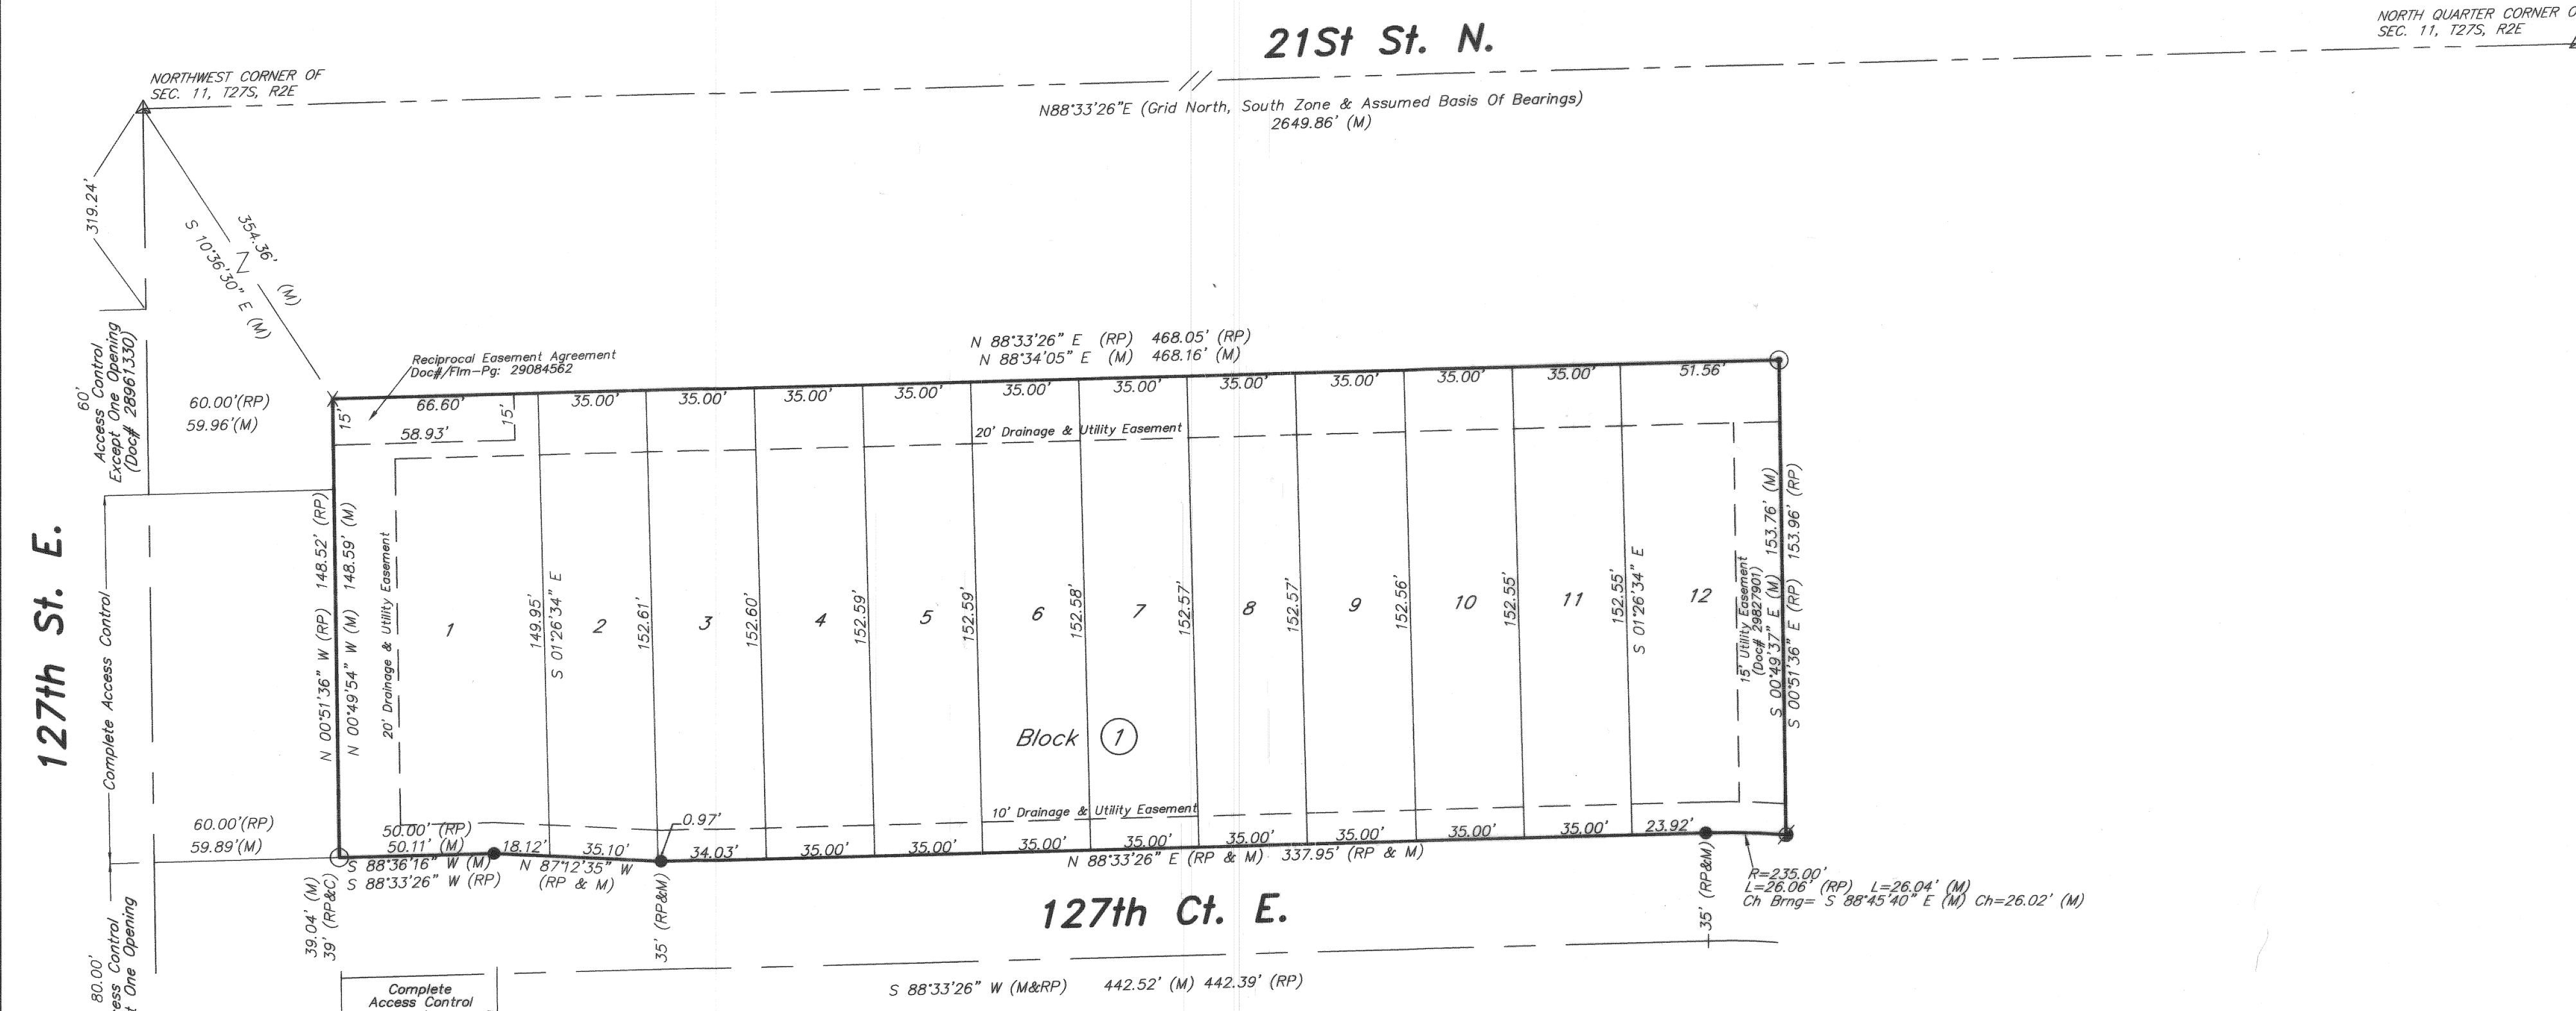 21St St. N.
NORTH QUARTER CORNER O
SEC. 11, T27S, R2E
NORTHWEST CORNER OF
SEC. 11, T27S, R2E
N88°33'26"E (Grid North, South Zone & Assumed Basis Of Bearings)
2649.86' (M)
319.24'
354.36' (M)
S 10°36'30" E (M)
60'
Access Control
Except One Opening
(Doc# 28961330)
60.00'(RP)
59.96'(M)
Reciprocal Easement Agreement
Doc#/Flm-Pg: 29084562
N 88°33'26" E (RP) 468.05' (RP)
N 88°34'05" E (M) 468.16' (M)
15'
66.60'
15'
58.93'
35.00'
35.00'
35.00'
35.00'
35.00'
35.00'
35.00'
35.00'
35.00'
35.00'
51.56'
20' Drainage & Utility Easement
127th St. E.
Complete Access Control
N 00°51'36" W (RP) 148.52' (RP)
N 00°49'54" W (M) 148.59' (M)
20' Drainage & Utility Easement
1
149.95'
S 01°26'34" E
2
152.61'
3
152.60'
4
152.59'
5
152.59'
6
152.58'
7
152.57'
8
152.57'
9
152.56'
10
152.55'
11
152.55'
S 01°26'34" E
12
15' Utility Easement
(Doc# 29827901)
S 00°49'37" E (M) 153.76' (M)
S 00°51'36" E (RP) 153.96' (RP)
Block 1
10' Drainage & Utility Easement
60.00'(RP)
59.89'(M)
50.00' (RP)
50.11' (M)
S 88°36'16" W (M)
S 88°33'26" W (RP)
18.12'
35.10'
N 87°12'35" W
(RP & M)
0.97'
34.03'
35.00'
35.00'
35.00'
35.00'
35.00'
35.00'
35.00'
35.00'
23.92'
N 88°33'26" E (RP & M) 337.95' (RP & M)
R=235.00'
L=26.06' (RP) L=26.04' (M)
Ch Brng= S 88°45'40" E (M) Ch=26.02' (M)
39.04' (M)
39' (RP&C)
35' (RP&M)
35' (RP&M)
127th Ct. E.
S 88°33'26" W (M&RP) 442.52' (M) 442.39' (RP)
Complete
Access Control
80.00'
ess Control
t One Opening